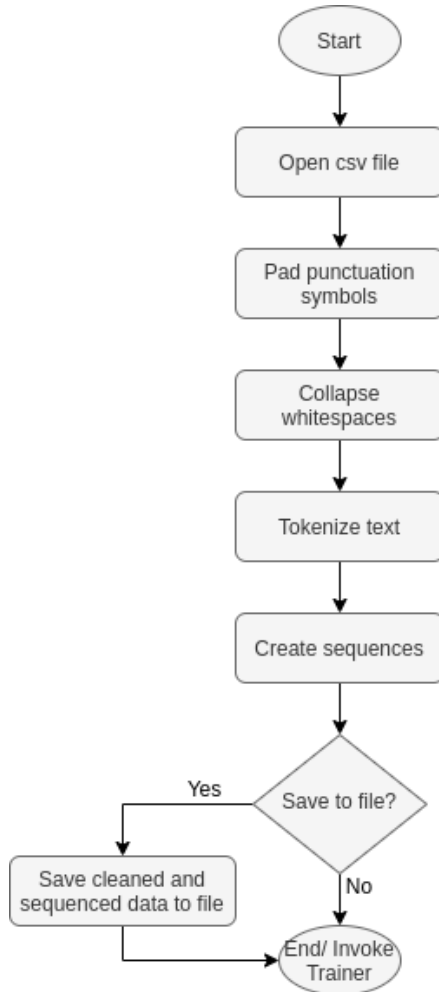 Start
Open csv file
Pad punctuation
symbols
Collapse
whitespaces
Tokenize text
Create sequences
Save to file?
Yes
No
Save cleaned and
sequenced data to file
End/ Invoke
Trainer